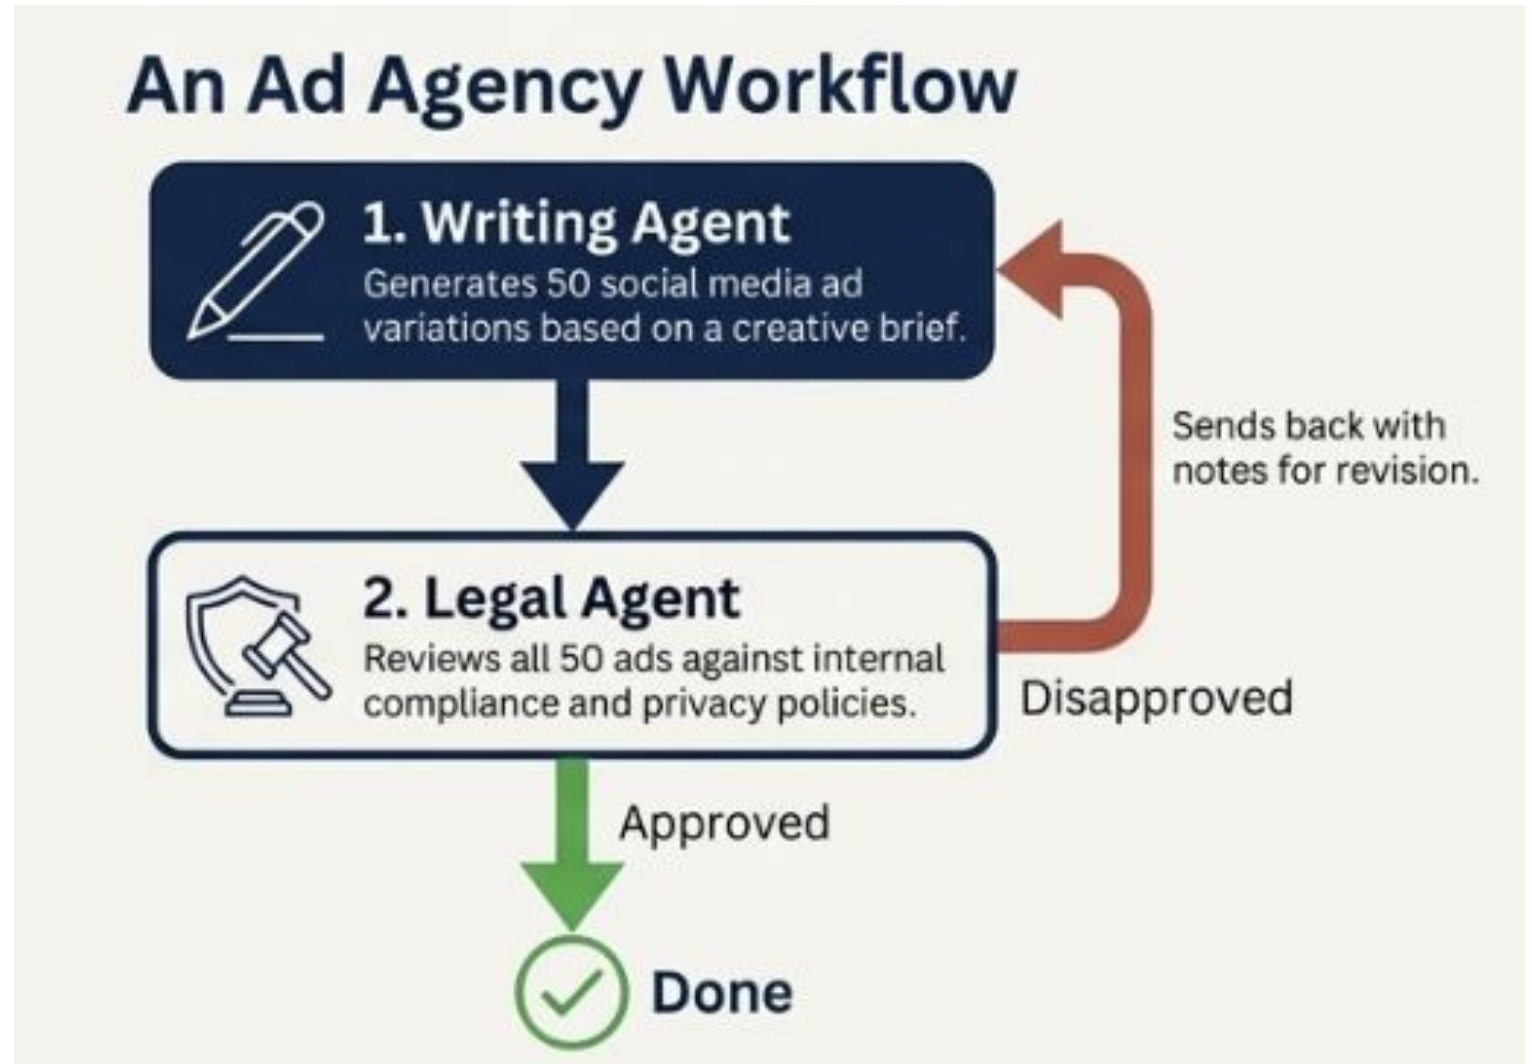 An Ad Agency Workflow
1. Writing Agent
Generates 50 social media ad
variations based on a creative brief.
Sends back with
notes for revision.
2. Legal Agent
Reviews all 50 ads against internal
compliance and privacy policies.
Disapproved
Approved
Done